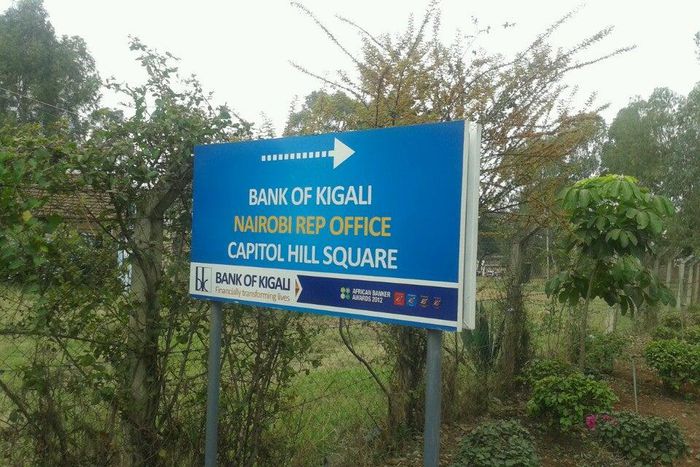 BANK OF KIGALI
NAIROBI REP OFFICE
CAPITOL HILL SQUARE
bk
BANK OF KIGALI
Financially transforming lives
AFRICAN BANKER
AWARDS 2012